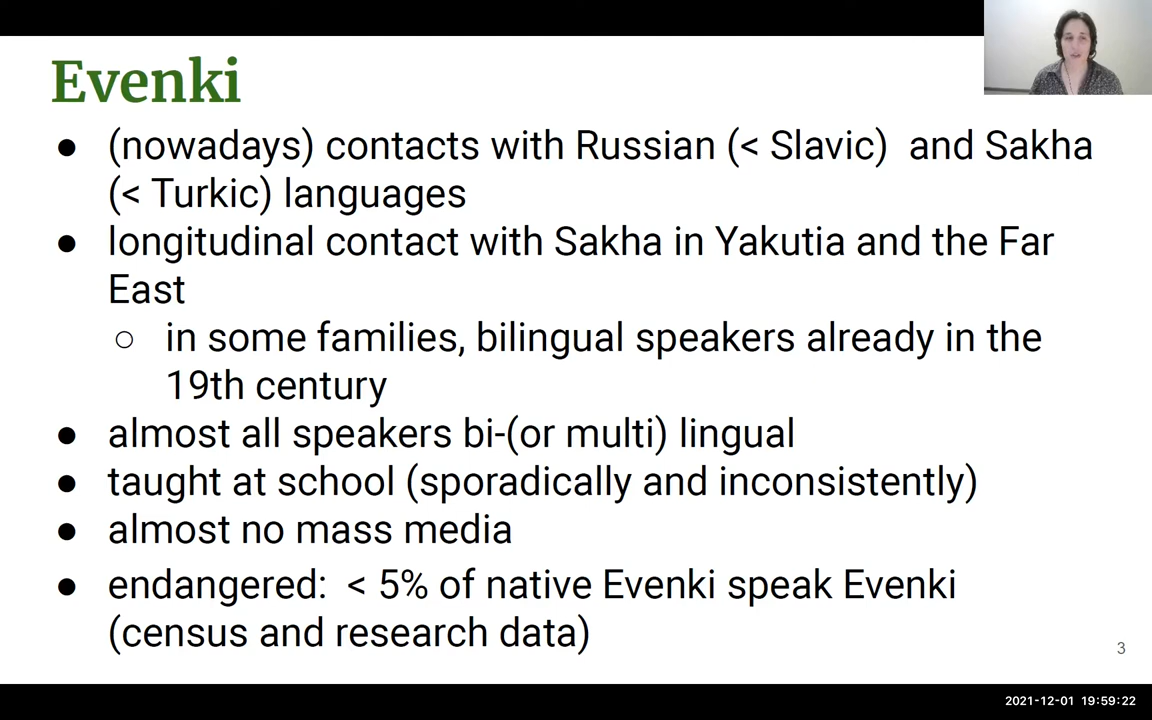 Evenki
● (nowadays) contacts with Russian (< Slavic)  and Sakha
(< Turkic) languages
● longitudinal contact with Sakha in Yakutia and the Far
East
○ in some families, bilingual speakers already in the
19th century
● almost all speakers bi-(or multi) lingual
● taught at school (sporadically and inconsistently)
● almost no mass media
● endangered:  < 5% of native Evenki speak Evenki
(census and research data)
3
2021-12-01  19:59:22